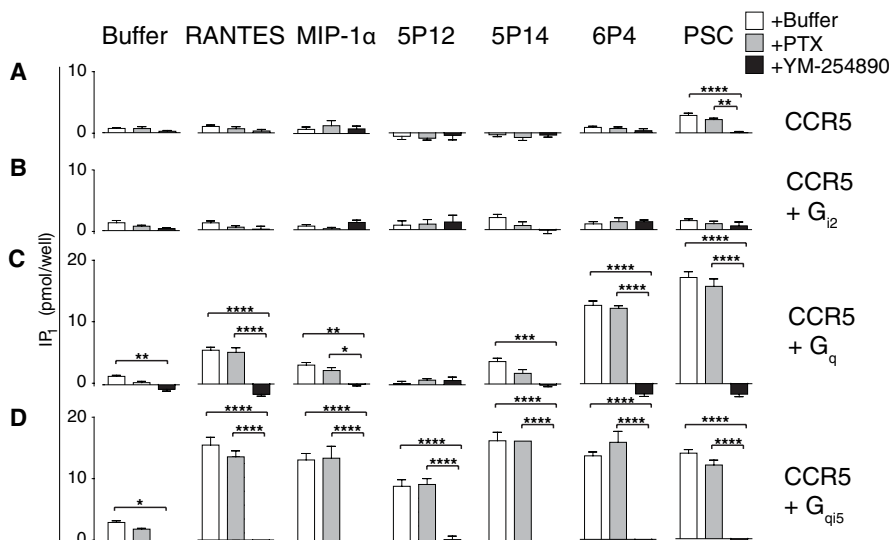 Buffer RANTES MIP-1α 5P12 5P14 6P4 PSC
+Buffer
+PTX
+YM-254890
A
10
0
**** 
**
CCR5
B
10
0
CCR5
+ Gi2
C
20
10
0
**
****
****
**
*
***
****
****
****
****
CCR5
+ Gq
D
20
10
0
*
****
****
****
****
****
****
****
****
****
****
****
****
CCR5
+ Gqi5
IP1 (pmol/well)